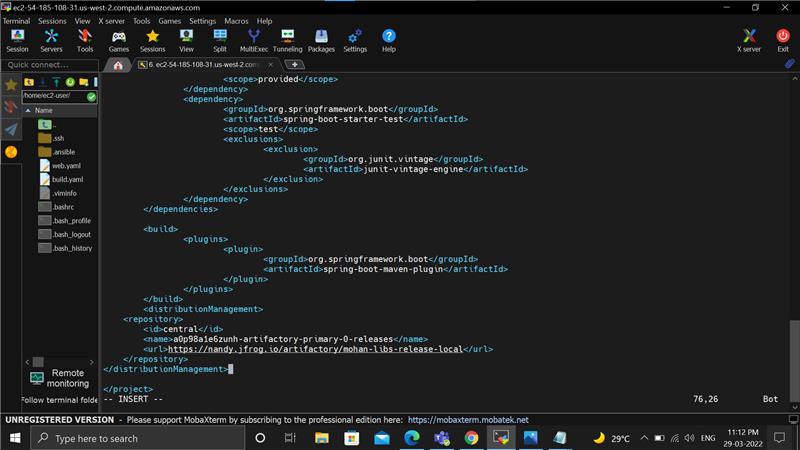 ec2-54-185-108-31.us-west-2.compute.amazonaws.com
Terminal Sessions View X server Tools Games Settings Macros Help
Session Servers Tools Games Sessions View Split MultiExec Tunneling Packages Settings Help X server Exit
Quick connect...
6. ec2-54-185-108-31.us-west-2.com
/home/ec2-user/
Name
..
.ssh
.ansible
web.yaml
build.yaml
.viminfo
.bashrc
.bash_profile
.bash_logout
.bash_history
Remote
monitoring
Follow terminal folde
<scope>provided</scope>
</dependency>
<dependency>
<groupId>org.springframework.boot</groupId>
<artifactId>spring-boot-starter-test</artifactId>
<scope>test</scope>
<exclusions>
<exclusion>
<groupId>org.junit.vintage</groupId>
<artifactId>junit-vintage-engine</artifactId>
</exclusion>
</exclusions>
</dependency>
</dependencies>
<build>
<plugins>
<plugin>
<groupId>org.springframework.boot</groupId>
<artifactId>spring-boot-maven-plugin</artifactId>
</plugin>
</plugins>
</build>
<distributionManagement>
<repository>
<id>central</id>
<name>a0p98a1e6zunh-artifactory-primary-0-releases</name>
<url>https://nandy.jfrog.io/artifactory/mohan-libs-release-local</url>
</repository>
</distributionManagement>
</project>
-- INSERT -- 76,26 Bot
UNREGISTERED VERSION - Please support MobaXterm by subscribing to the professional edition here: https://mobaxterm.mobatek.net
Type here to search
29°C
ENG
11:12 PM
29-03-2022